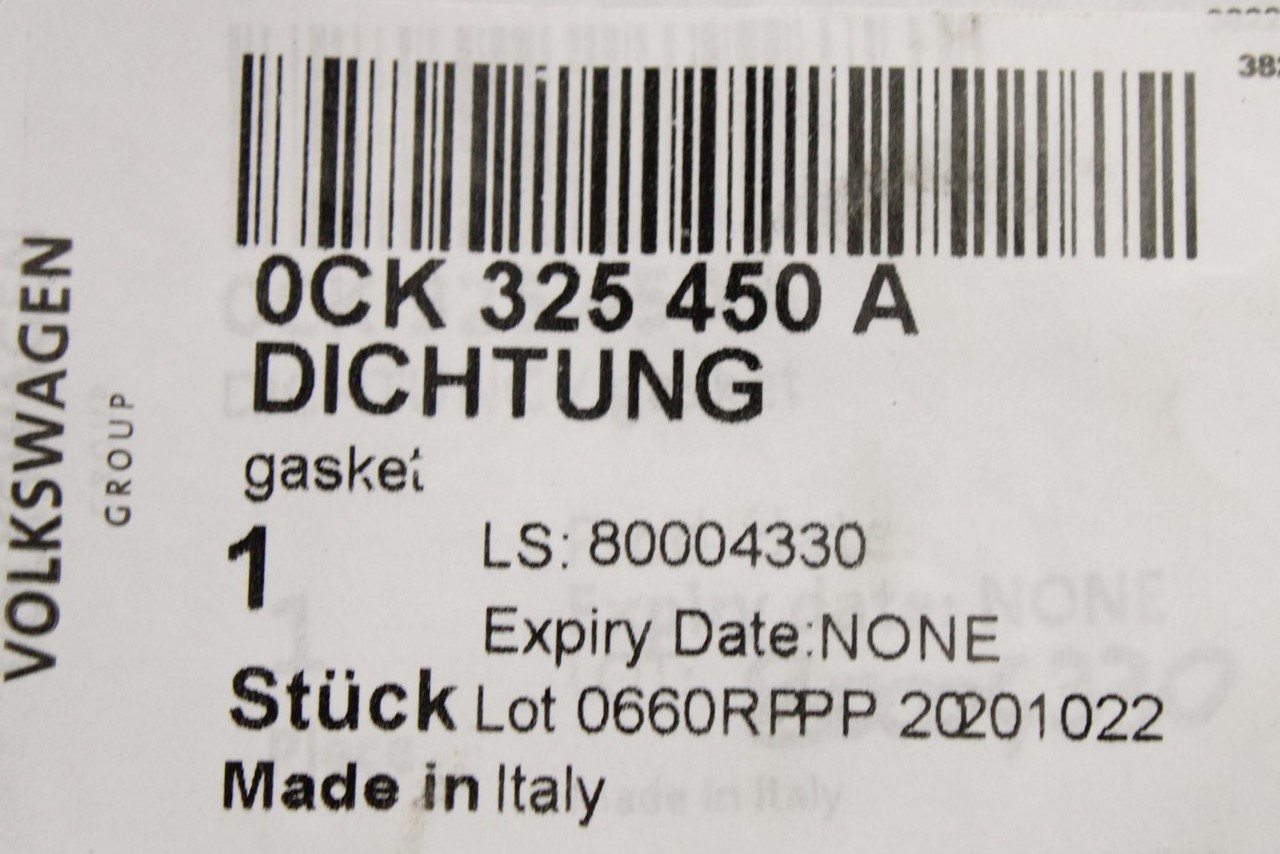 0CK 325 450 A
DICHTUNG
gasket
1
LS: 80004330
Expiry Date:NONE
Stück Lot 0660RPPPP 20201022
Made in Italy
VOLKSWAGEN
GROUP